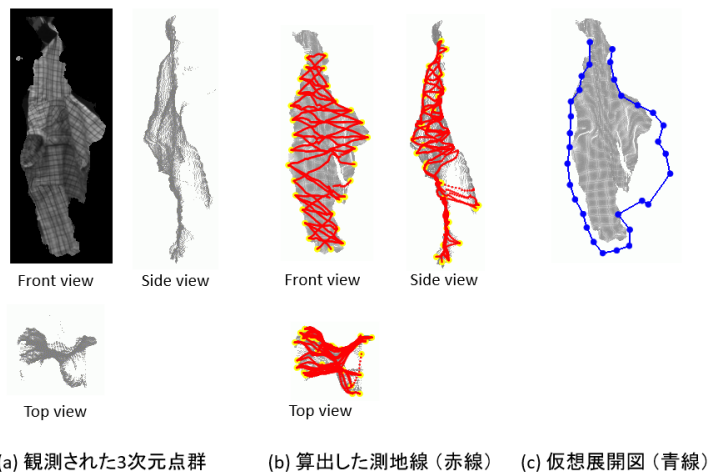 Front view
Side view
Front view
Side view
Top view
Top view
(a) 観測された3次元点群
(b) 算出した測地線（赤線）
(c) 仮想展開図（青線）